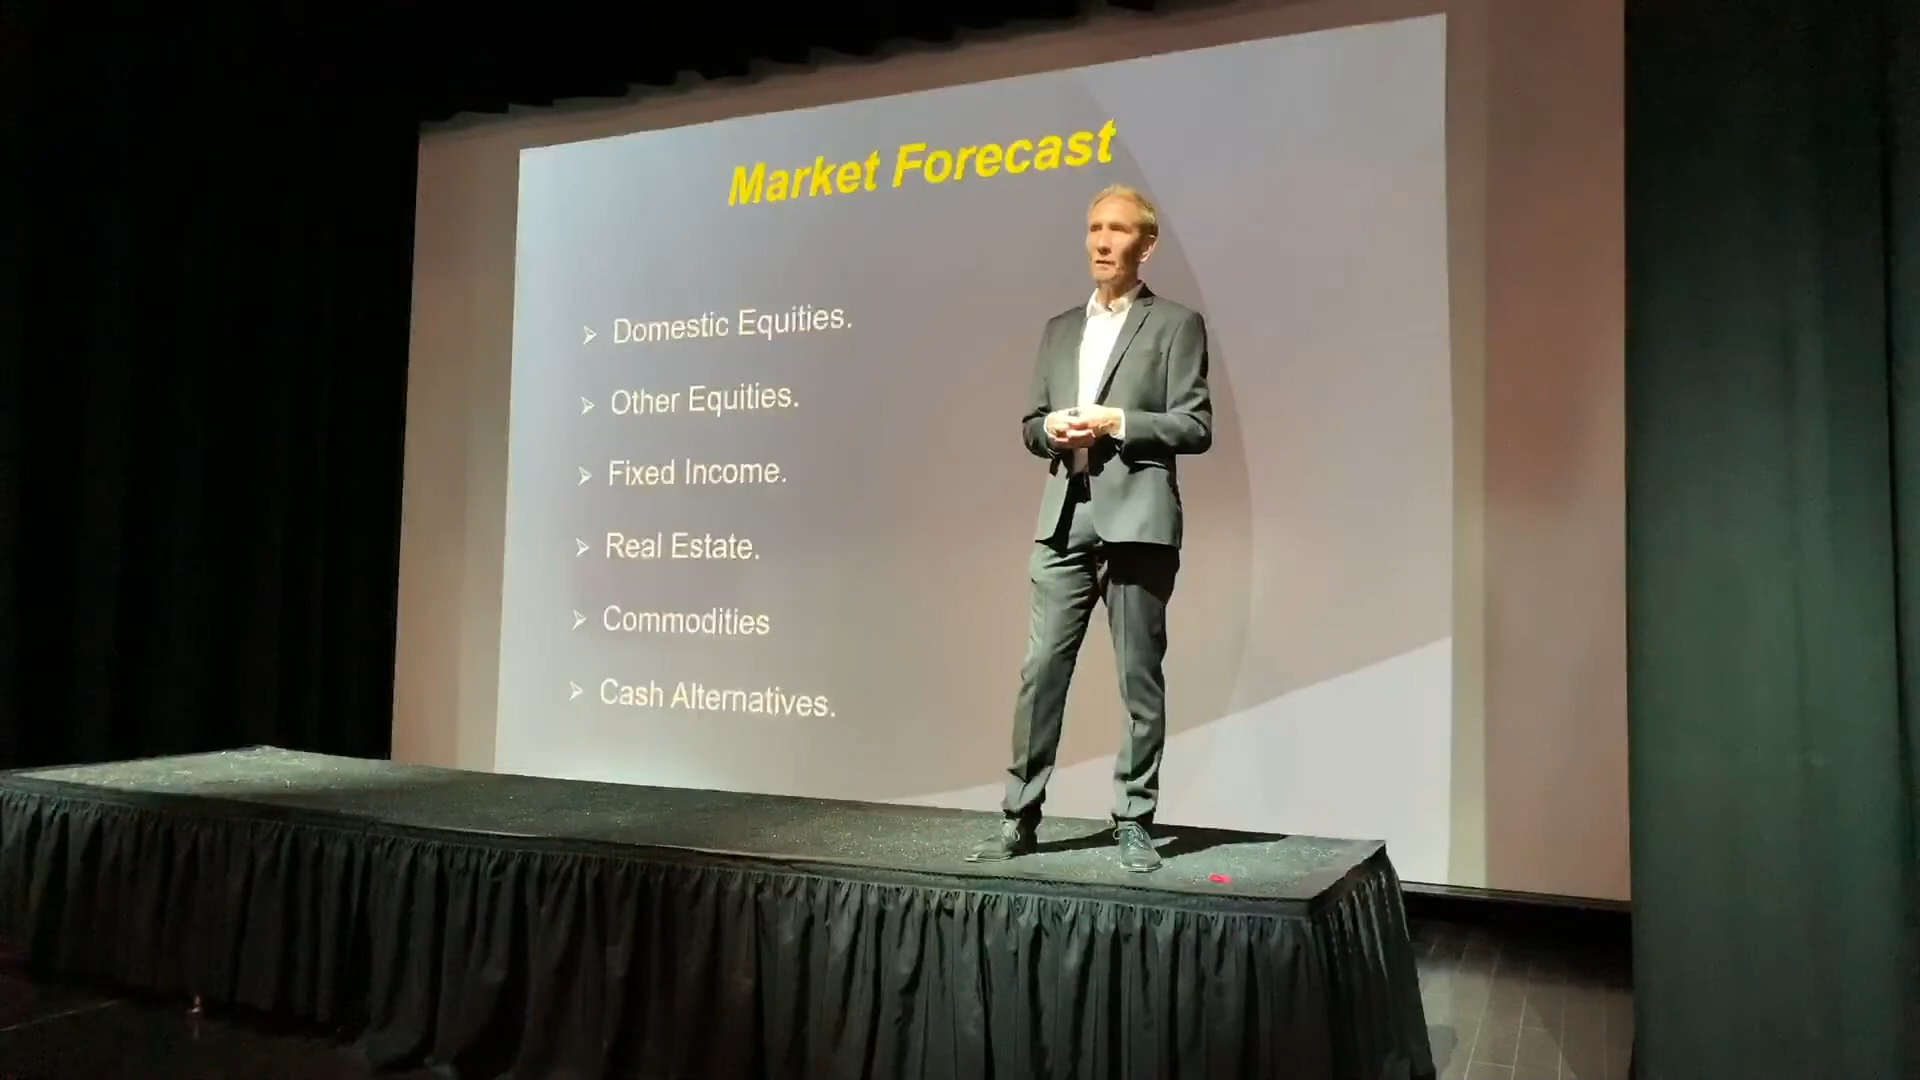 Market Forecast
Domestic Equities.
Other Equities.
Fixed Income.
Real Estate.
Commodities
Cash Alternatives.